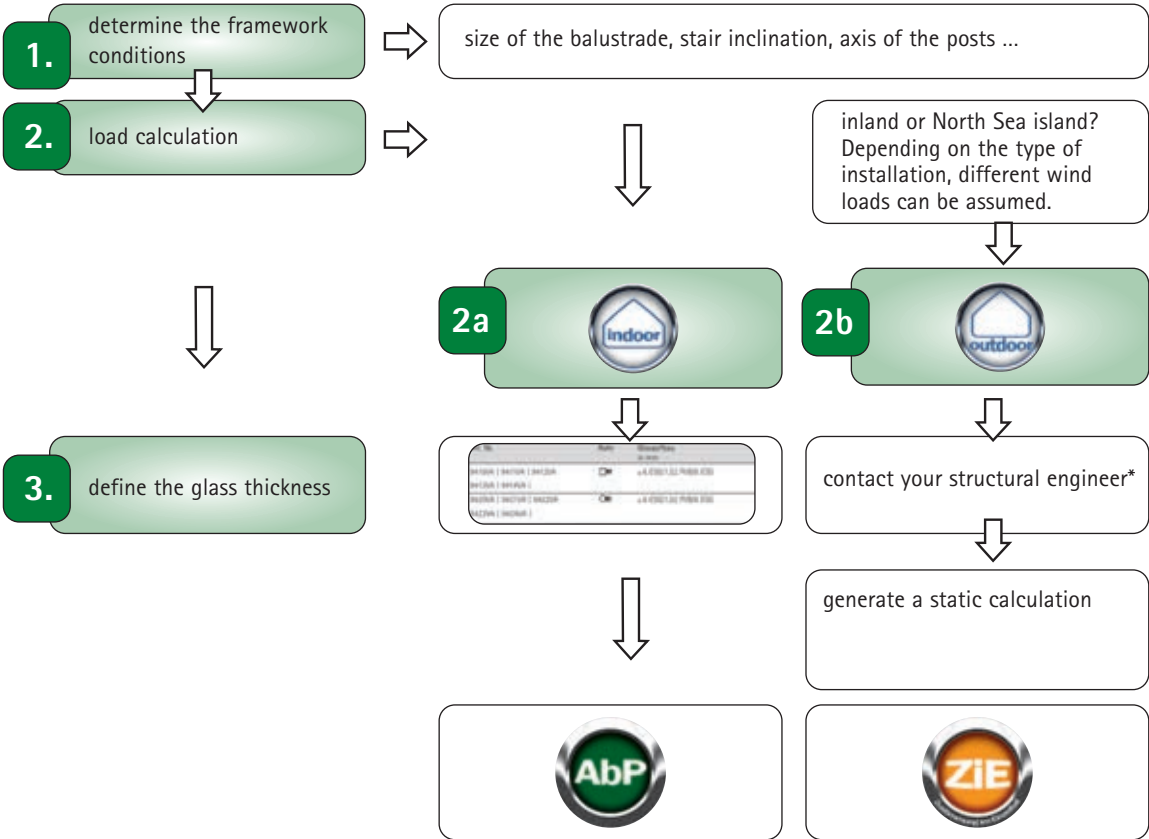 1.
determine the framework
conditions
size of the balustrade, stair inclination, axis of the posts ...
2.
load calculation
inland or North Sea island?
Depending on the type of
installation, different wind
loads can be assumed.
2a
indoor
2b
outdoor
3.
define the glass thickness
contact your structural engineer*
generate a static calculation
AbP
ZiE